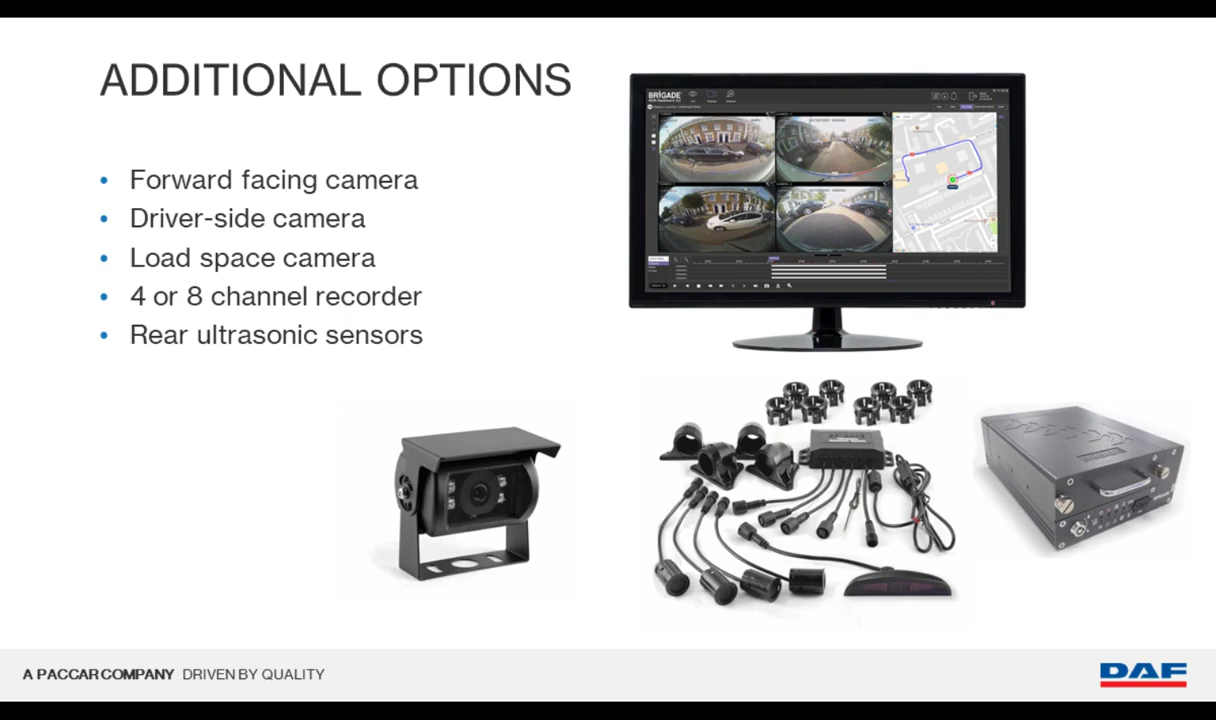 ADDITIONAL OPTIONS
• Forward facing camera
• Driver-side camera
• Load space camera
• 4 or 8 channel recorder
• Rear ultrasonic sensors
BRIGADE
A PACCAR COMPANY DRIVEN BY QUALITY
DAF